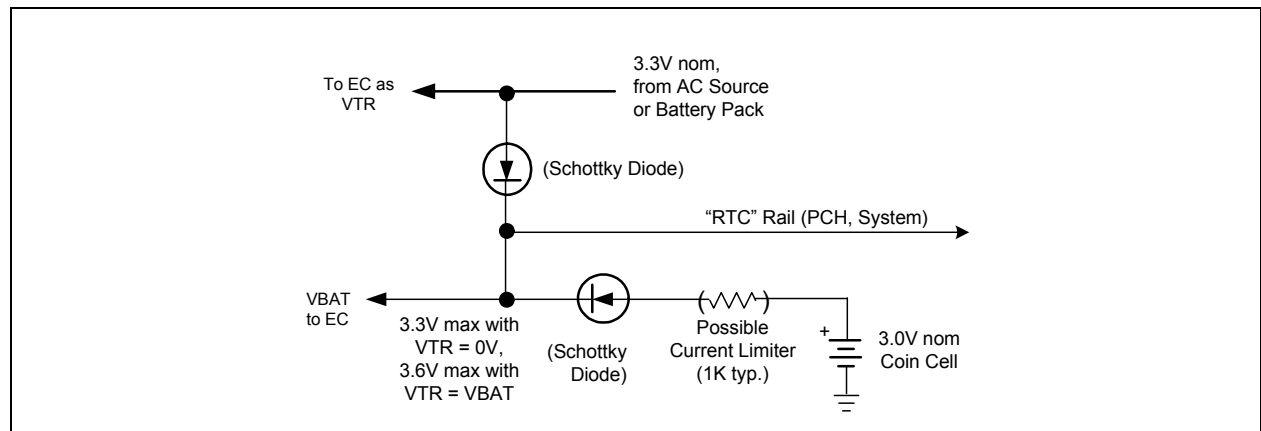 To EC as
VTR
3.3V nom,
from AC Source
or Battery Pack
(Schottky Diode)
“RTC” Rail (PCH, System)
VBAT
to EC
3.3V max with
VTR = 0V,
3.6V max with
VTR = VBAT
(Schottky
Diode)
( )
Possible
Current Limiter
(1K typ.)
+
3.0V nom
Coin Cell